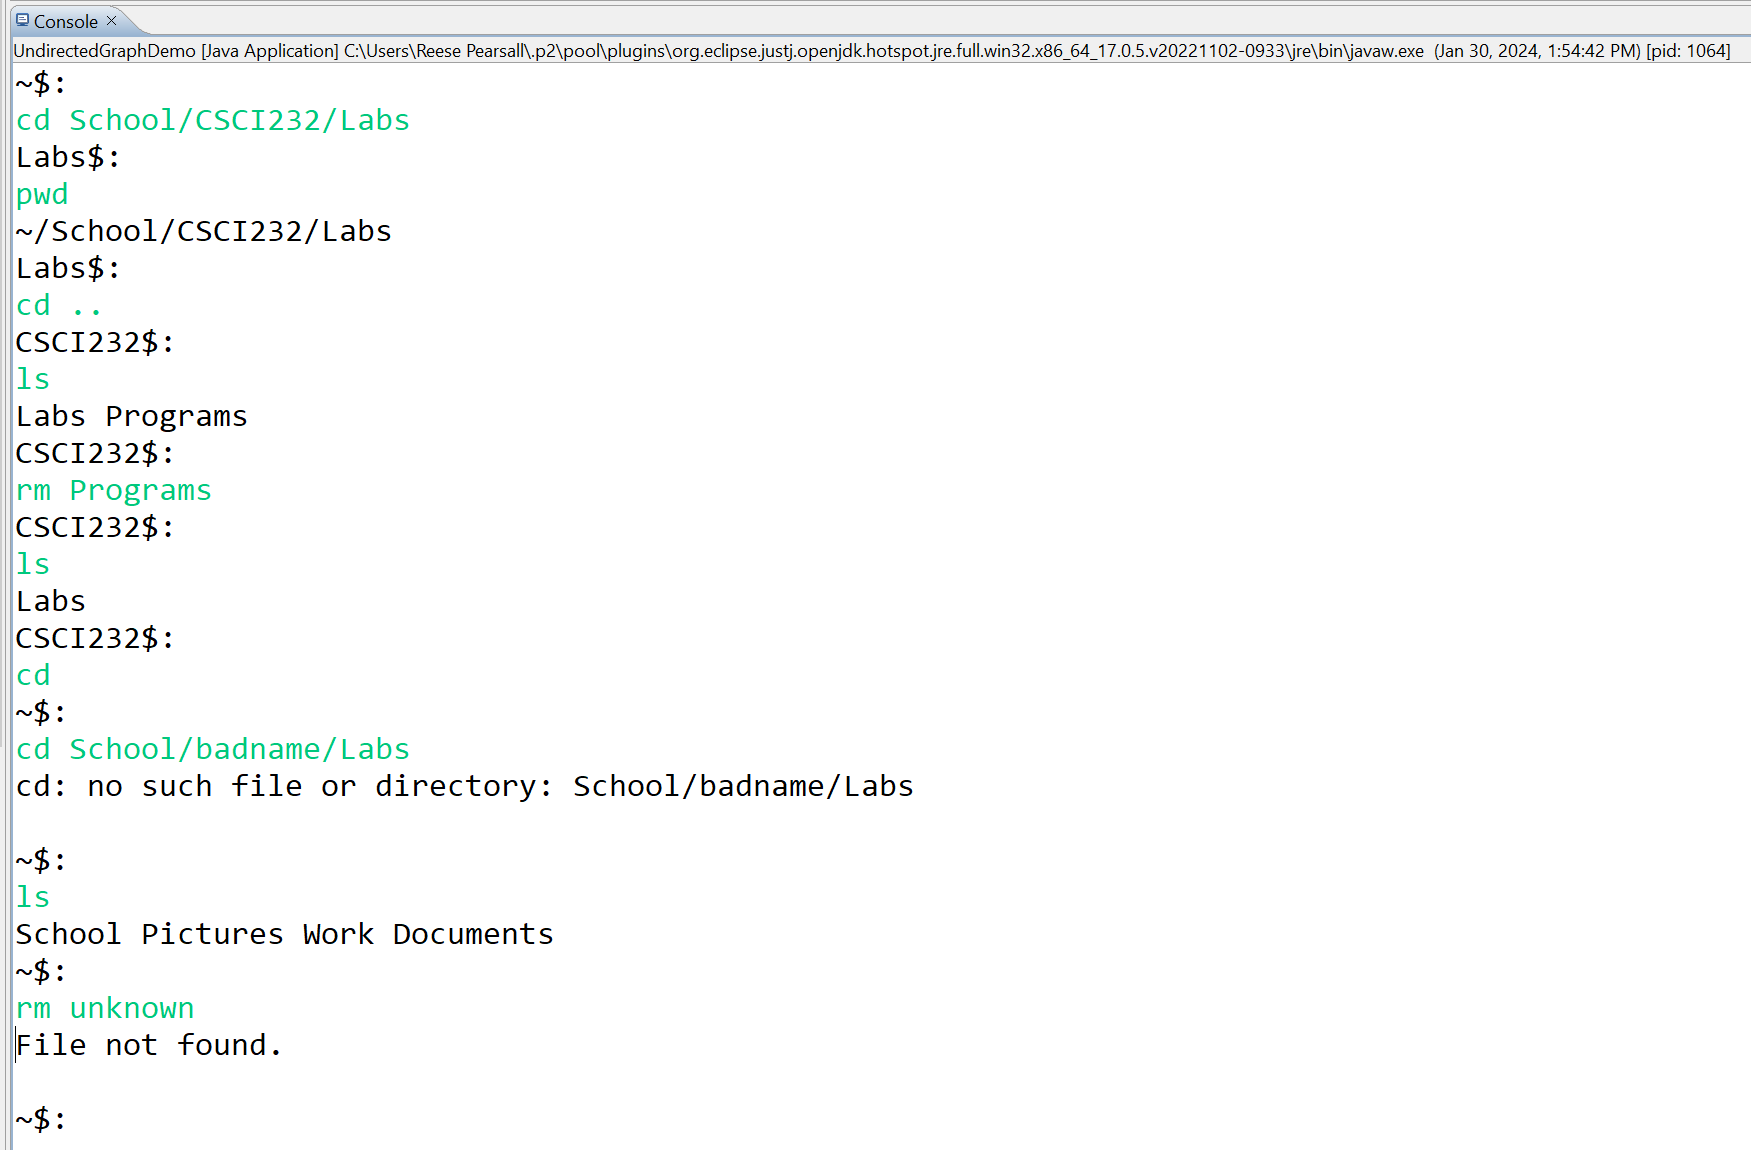 Console
UndirectedGraphDemo [Java Application] C:\Users\Reese Pearsall\.p2\pool\plugins\org.eclipse.justj.openjdk.hotspot.jre.full.win32.x86_64_17.0.5.v20221102-0933\jre\bin\javaw.exe (Jan 30, 2024, 1:54:42 PM) [pid: 1064]
~$:
cd School/CSCI232/Labs
Labs$:
pwd
~/School/CSCI232/Labs
Labs$:
cd ..
CSCI232$:
ls
Labs Programs
CSCI232$:
rm Programs
CSCI232$:
ls
Labs
CSCI232$:
cd
~$:
cd School/badname/Labs
cd: no such file or directory: School/badname/Labs
~$:
ls
School Pictures Work Documents
~$:
rm unknown
File not found.
~$: